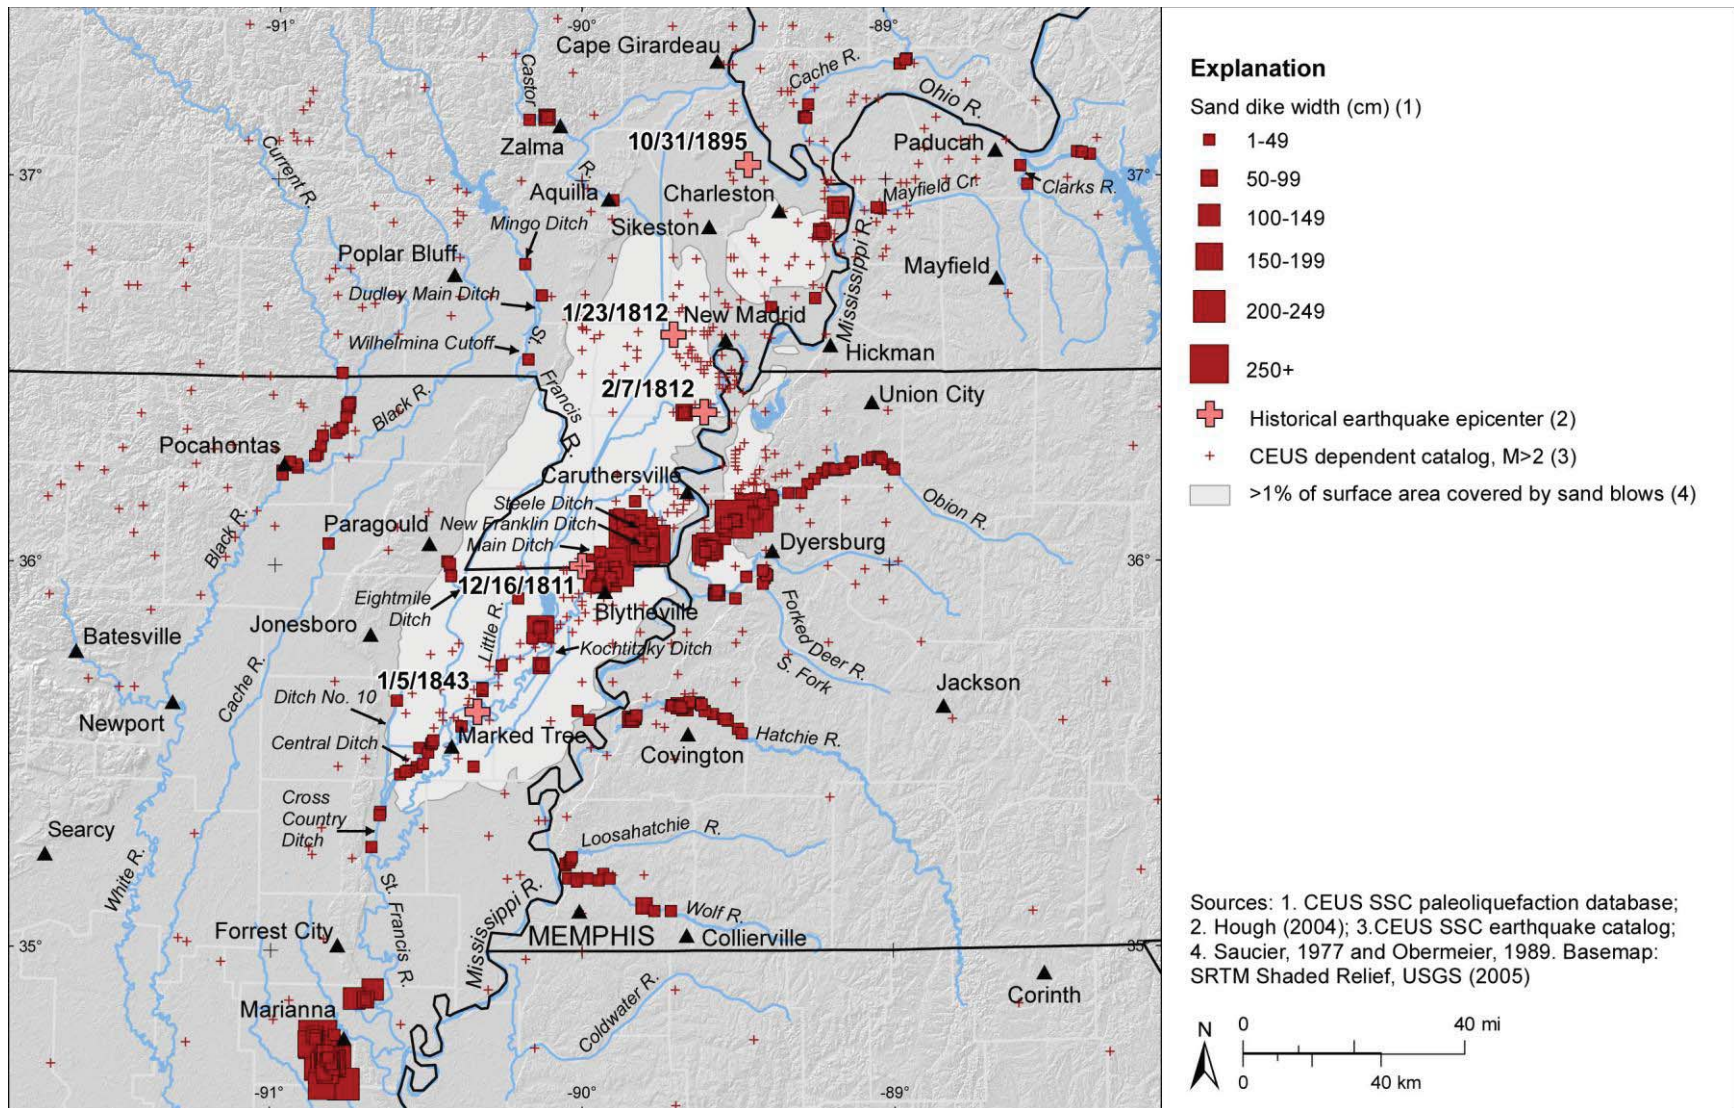 -91°
-90°
-89°
Cape Girardeau
Castor
Cache R.
Ohio R.
Zalma
10/31/1895
Paducah
37°
37°
Current R.
R.
Aquilla
Charleston
Mayfield Cr.
Clarks R.
Mingo Ditch
Sikeston
Mississippi R.
Poplar Bluff
Mayfield
Dudley Main Ditch
1/23/1812
New Madrid
St.
Wilhelmina Cutoff
Hickman
Francis
R.
2/7/1812
Union City
Black R.
Pocahontas
Caruthersville
Steele Ditch
Obion R.
Black R.
Paragould
New Franklin Ditch
Main Ditch
Dyersburg
36°
36°
12/16/1811
Eightmile
Ditch
Blytheville
Batesville
Jonesboro
Little R.
Kochtitzky Ditch
Forked Deer R.
S. Fork
1/5/1843
Cache R.
Ditch No. 10
Jackson
Newport
Central Ditch
Marked Tree
Covington
Hatchie R.
Cross
Country
Ditch
Searcy
Loosahatchie R.
White R.
St. Francis R.
Mississippi R.
Wolf R.
Forrest City
MEMPHIS
Collierville
35°
35°
Marianna
Coldwater R.
Corinth
-91°
-90°
-89°
Explanation
Sand dike width (cm) (1)
1-49
50-99
100-149
150-199
200-249
250+
Historical earthquake epicenter (2)
CEUS dependent catalog, M>2 (3)
>1% of surface area covered by sand blows (4)
Sources: 1. CEUS SSC paleoliquefaction database;
2. Hough (2004); 3.CEUS SSC earthquake catalog;
4. Saucier, 1977 and Obermeier, 1989. Basemap:
SRTM Shaded Relief, USGS (2005)
N
0 40 mi
0 40 km